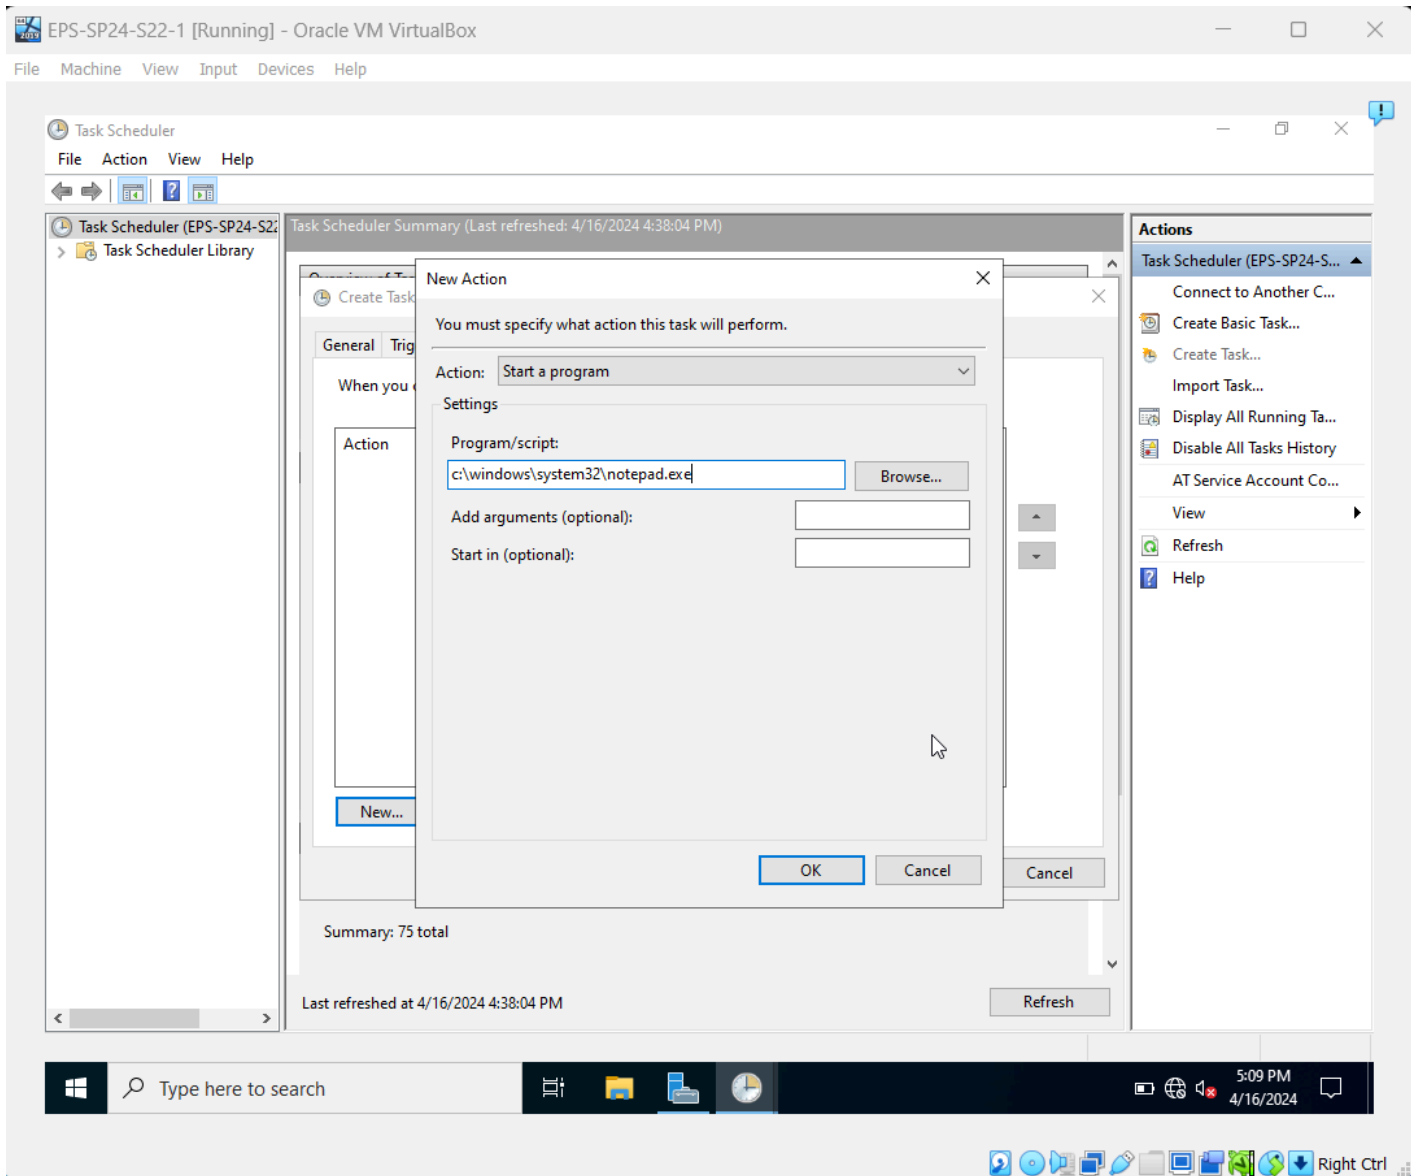 EPS-SP24-S22-1 [Running] - Oracle VM VirtualBox
File Machine View Input Devices Help
Task Scheduler
File Action View Help
Task Scheduler (EPS-SP24-S22
Task Scheduler Library
Task Scheduler Summary (Last refreshed: 4/16/2024 4:38:04 PM)
Create Task
General Trig
When you c
Action
New...
Cancel
New Action
You must specify what action this task will perform.
Action: Start a program
Settings
Program/script:
c:\windows\system32\notepad.exe
Browse...
Add arguments (optional):
Start in (optional):
OK Cancel
Summary: 75 total
Last refreshed at 4/16/2024 4:38:04 PM
Refresh
Actions
Task Scheduler (EPS-SP24-S...
Connect to Another C...
Create Basic Task...
Create Task...
Import Task...
Display All Running Ta...
Disable All Tasks History
AT Service Account Co...
View
Refresh
Help
Type here to search
5:09 PM
4/16/2024
Right Ctrl